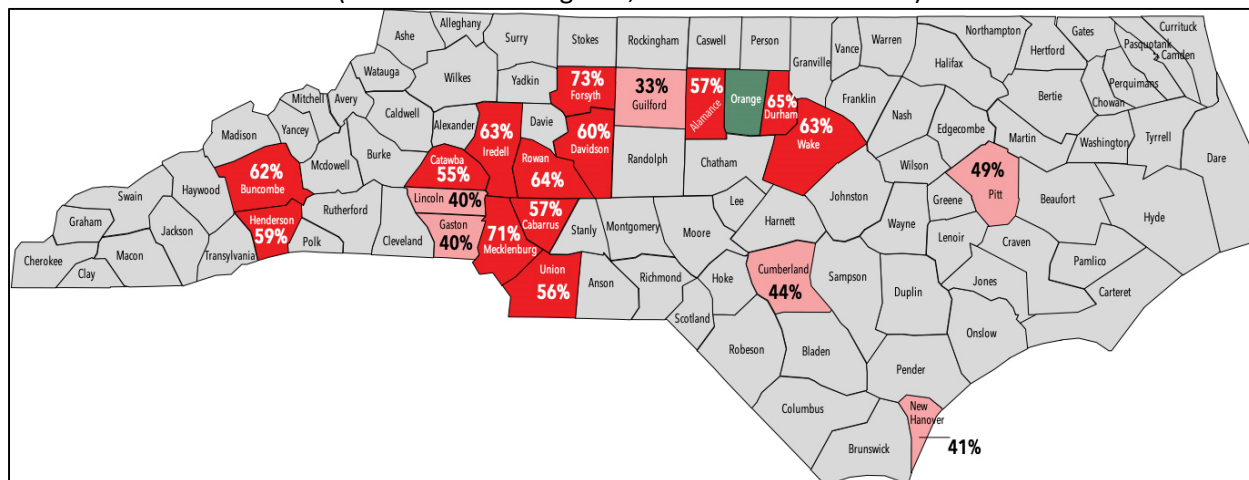 Alleghany
Ashe
Surry
Stokes
Rockingham
Caswell
Person
Granville
Vance
Warren
Northampton
Gates
Currituck
Pasquotank
Camden
Hertford
Halifax
Perquimans
Chowan
Bertie
Watauga
Wilkes
Yadkin
73%
Forsyth
33%
Guilford
57%
Alamance
Orange
65%
Durham
63%
Wake
Franklin
Nash
Edgecombe
Martin
Washington
Tyrrell
Dare
Mitchell
Avery
Caldwell
Alexander
63%
Iredell
Davie
60%
Davidson
Randolph
Chatham
Wilson
Madison
Yancey
Mcdowell
Burke
Catawba
55%
Rowan
64%
49%
Pitt
Beaufort
Hyde
62%
Buncombe
Haywood
Swain
Graham
Jackson
Henderson
59%
Rutherford
Polk
Cleveland
Lincoln 40%
Gaston
40%
71%
Mecklenburg
57%
Cabarrus
Stanly
Montgomery
Moore
Lee
Harnett
Johnston
Greene
Wayne
Lenoir
Craven
Pamlico
Cherokee
Clay
Macon
Transylvania
Union
56%
Anson
Richmond
Hoke
Cumberland
44%
Sampson
Duplin
Jones
Carteret
Onslow
Scotland
Robeson
Bladen
Pender
Columbus
New
Hanover
41%
Brunswick